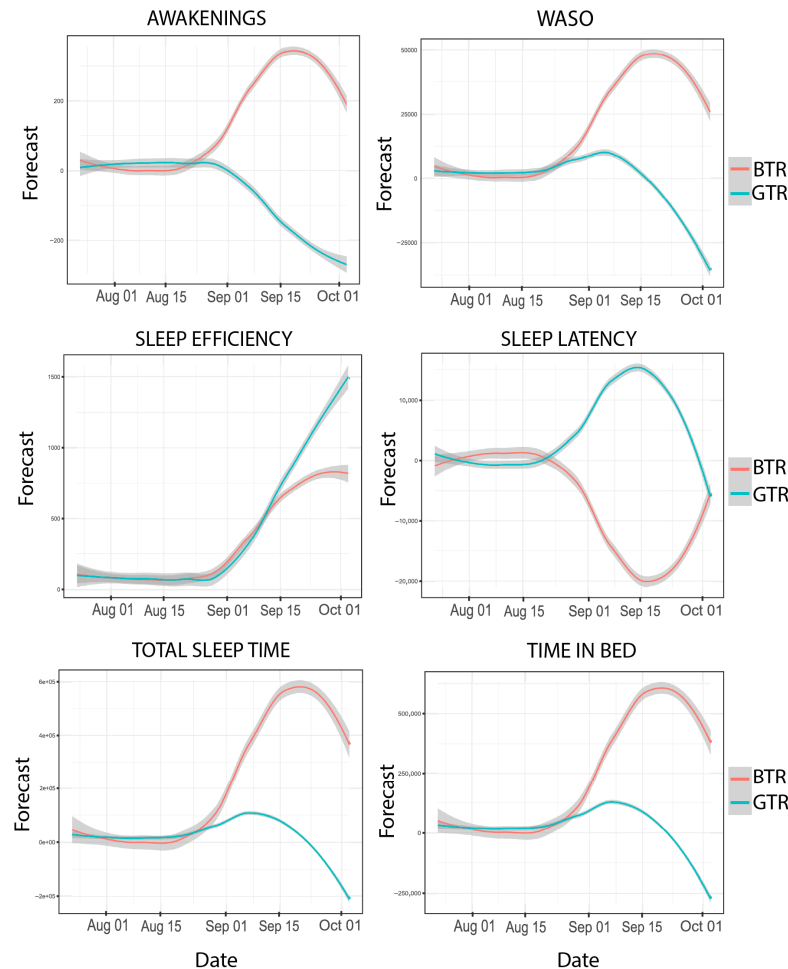 AWAKENINGS
WASO
Forecast
200
0
−200
Aug 01 Aug 15 Sep 01 Sep 15 Oct 01
Forecast
50000
25000
0
−25000
Aug 01 Aug 15 Sep 01 Sep 15 Oct 01
BTR
GTR
SLEEP EFFICIENCY
SLEEP LATENCY
Forecast
1500
1000
500
0
Aug 01 Aug 15 Sep 01 Sep 15 Oct 01
Forecast
10,000
0
−10,000
−20,000
Aug 01 Aug 15 Sep 01 Sep 15 Oct 01
BTR
GTR
TOTAL SLEEP TIME
TIME IN BED
Forecast
6e+05
4e+05
2e+05
0e+00
−2e+05
Aug 01 Aug 15 Sep 01 Sep 15 Oct 01
Date
Forecast
500,000
250,000
0
−250,000
Aug 01 Aug 15 Sep 01 Sep 15 Oct 01
Date
BTR
GTR